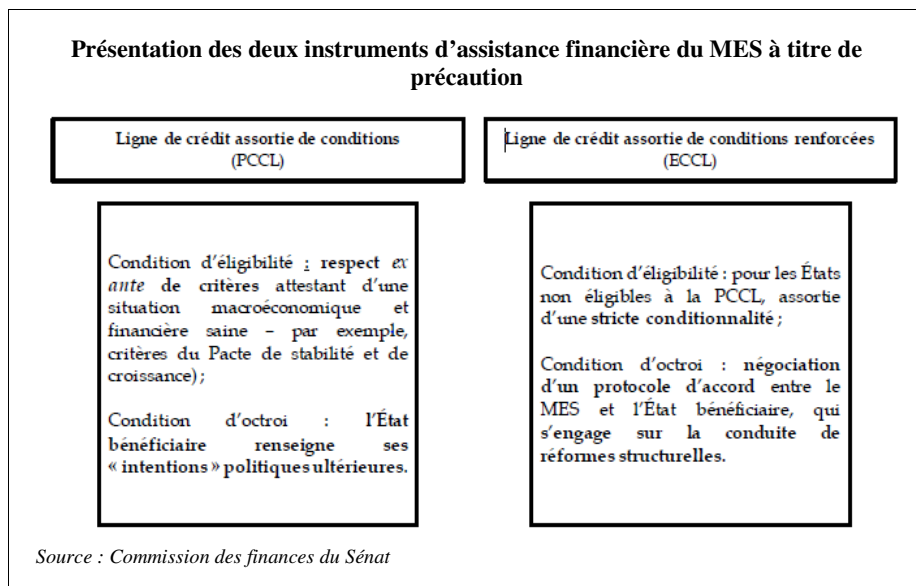 Présentation des deux instruments d’assistance financière du MES à titre de
précaution
Ligne de crédit assortie de conditions
(PCCL)
Ligne de crédit assortie de conditions renforcées
(ECCL)
Condition d’éligibilité : respect ex
ante de critères attestant d’une
situation macroéconomique et
financière saine – par exemple,
critères du Pacte de stabilité et de
croissance) ;
Condition d’octroi : l’État
bénéficiaire renseigne ses
« intentions » politiques ultérieures.
Condition d’éligibilité : pour les États
non éligibles à la PCCL, assortie
d’une stricte conditionnalité ;
Condition d’octroi : négociation
d’un protocole d’accord entre le
MES et l’État bénéficiaire, qui
s’engage sur la conduite de
réformes structurelles.
Source : Commission des finances du Sénat